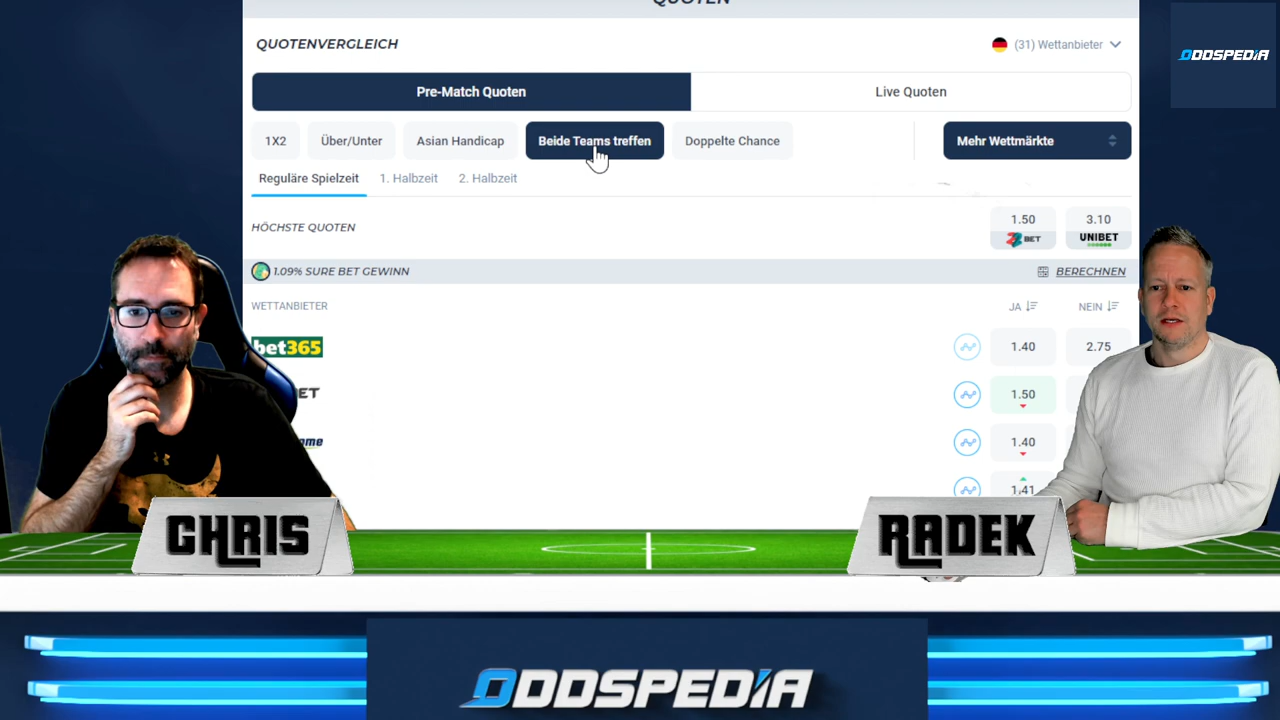 QUOTENVERGLEICH
(31) Wettanbieter
ODDSPEDIA
Pre-Match Quoten
Live Quoten
1X2
Über/Unter
Asian Handicap
Beide Teams treffen
Doppelte Chance
Mehr Wettmärkte
Reguläre Spielzeit
1. Halbzeit
2. Halbzeit
HÖCHSTE QUOTEN
1.50
3.10
22 BET
UNIBET
1.09% SURE BET GEWINN
BERECHNEN
WETTANBIETER
JA
NEIN
bet365
1.40
2.75
ET
1.50
ome
1.40
1.41
CHRIS
RADEK
ODDSPEDIA